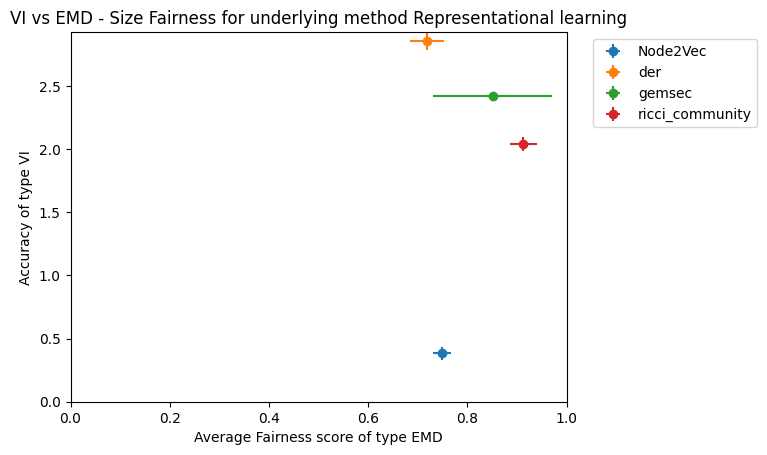 VI vs EMD - Size Fairness for underlying method Representational learning
Node2Vec
der
gemsec
ricci_community
Accuracy of type VI
2.5
2.0
1.5
1.0
0.5
0.0
0.0 0.2 0.4 0.6 0.8 1.0
Average Fairness score of type EMD